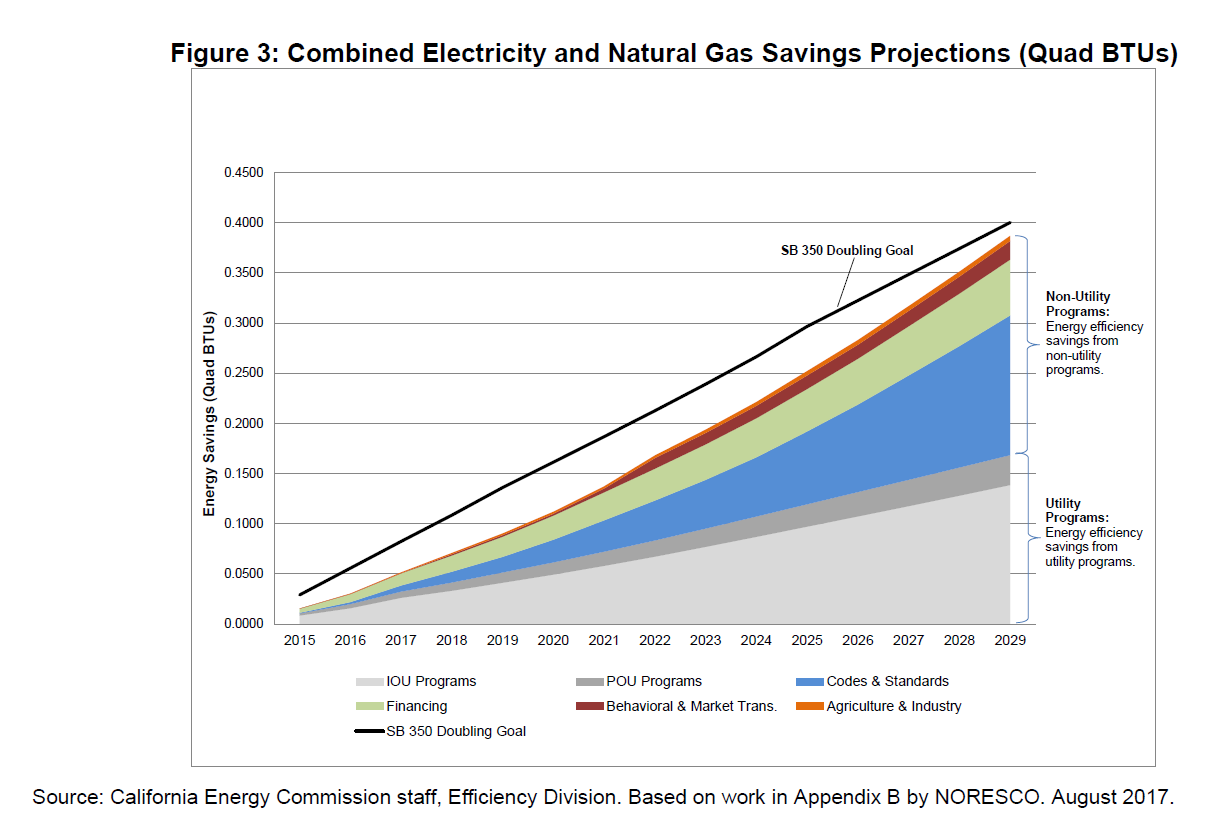 Figure 3: Combined Electricity and Natural Gas Savings Projections (Quad BTUs)
0.4500
0.4000
0.3500
0.3000
0.2500
0.2000
0.1500
0.1000
0.0500
0.0000
Energy Savings (Quad BTUs)
SB 350 Doubling Goal
Non-Utility
Programs:
Energy efficiency
savings from
non-utility
programs.
Utility
Programs:
Energy efficiency
savings from
utility programs.
2015 2016 2017 2018 2019 2020 2021 2022 2023 2024 2025 2026 2027 2028 2029
IOU Programs POU Programs Codes & Standards
Financing Behavioral & Market Trans. Agriculture & Industry
SB 350 Doubling Goal
Source: California Energy Commission staff, Efficiency Division. Based on work in Appendix B by NORESCO. August 2017.